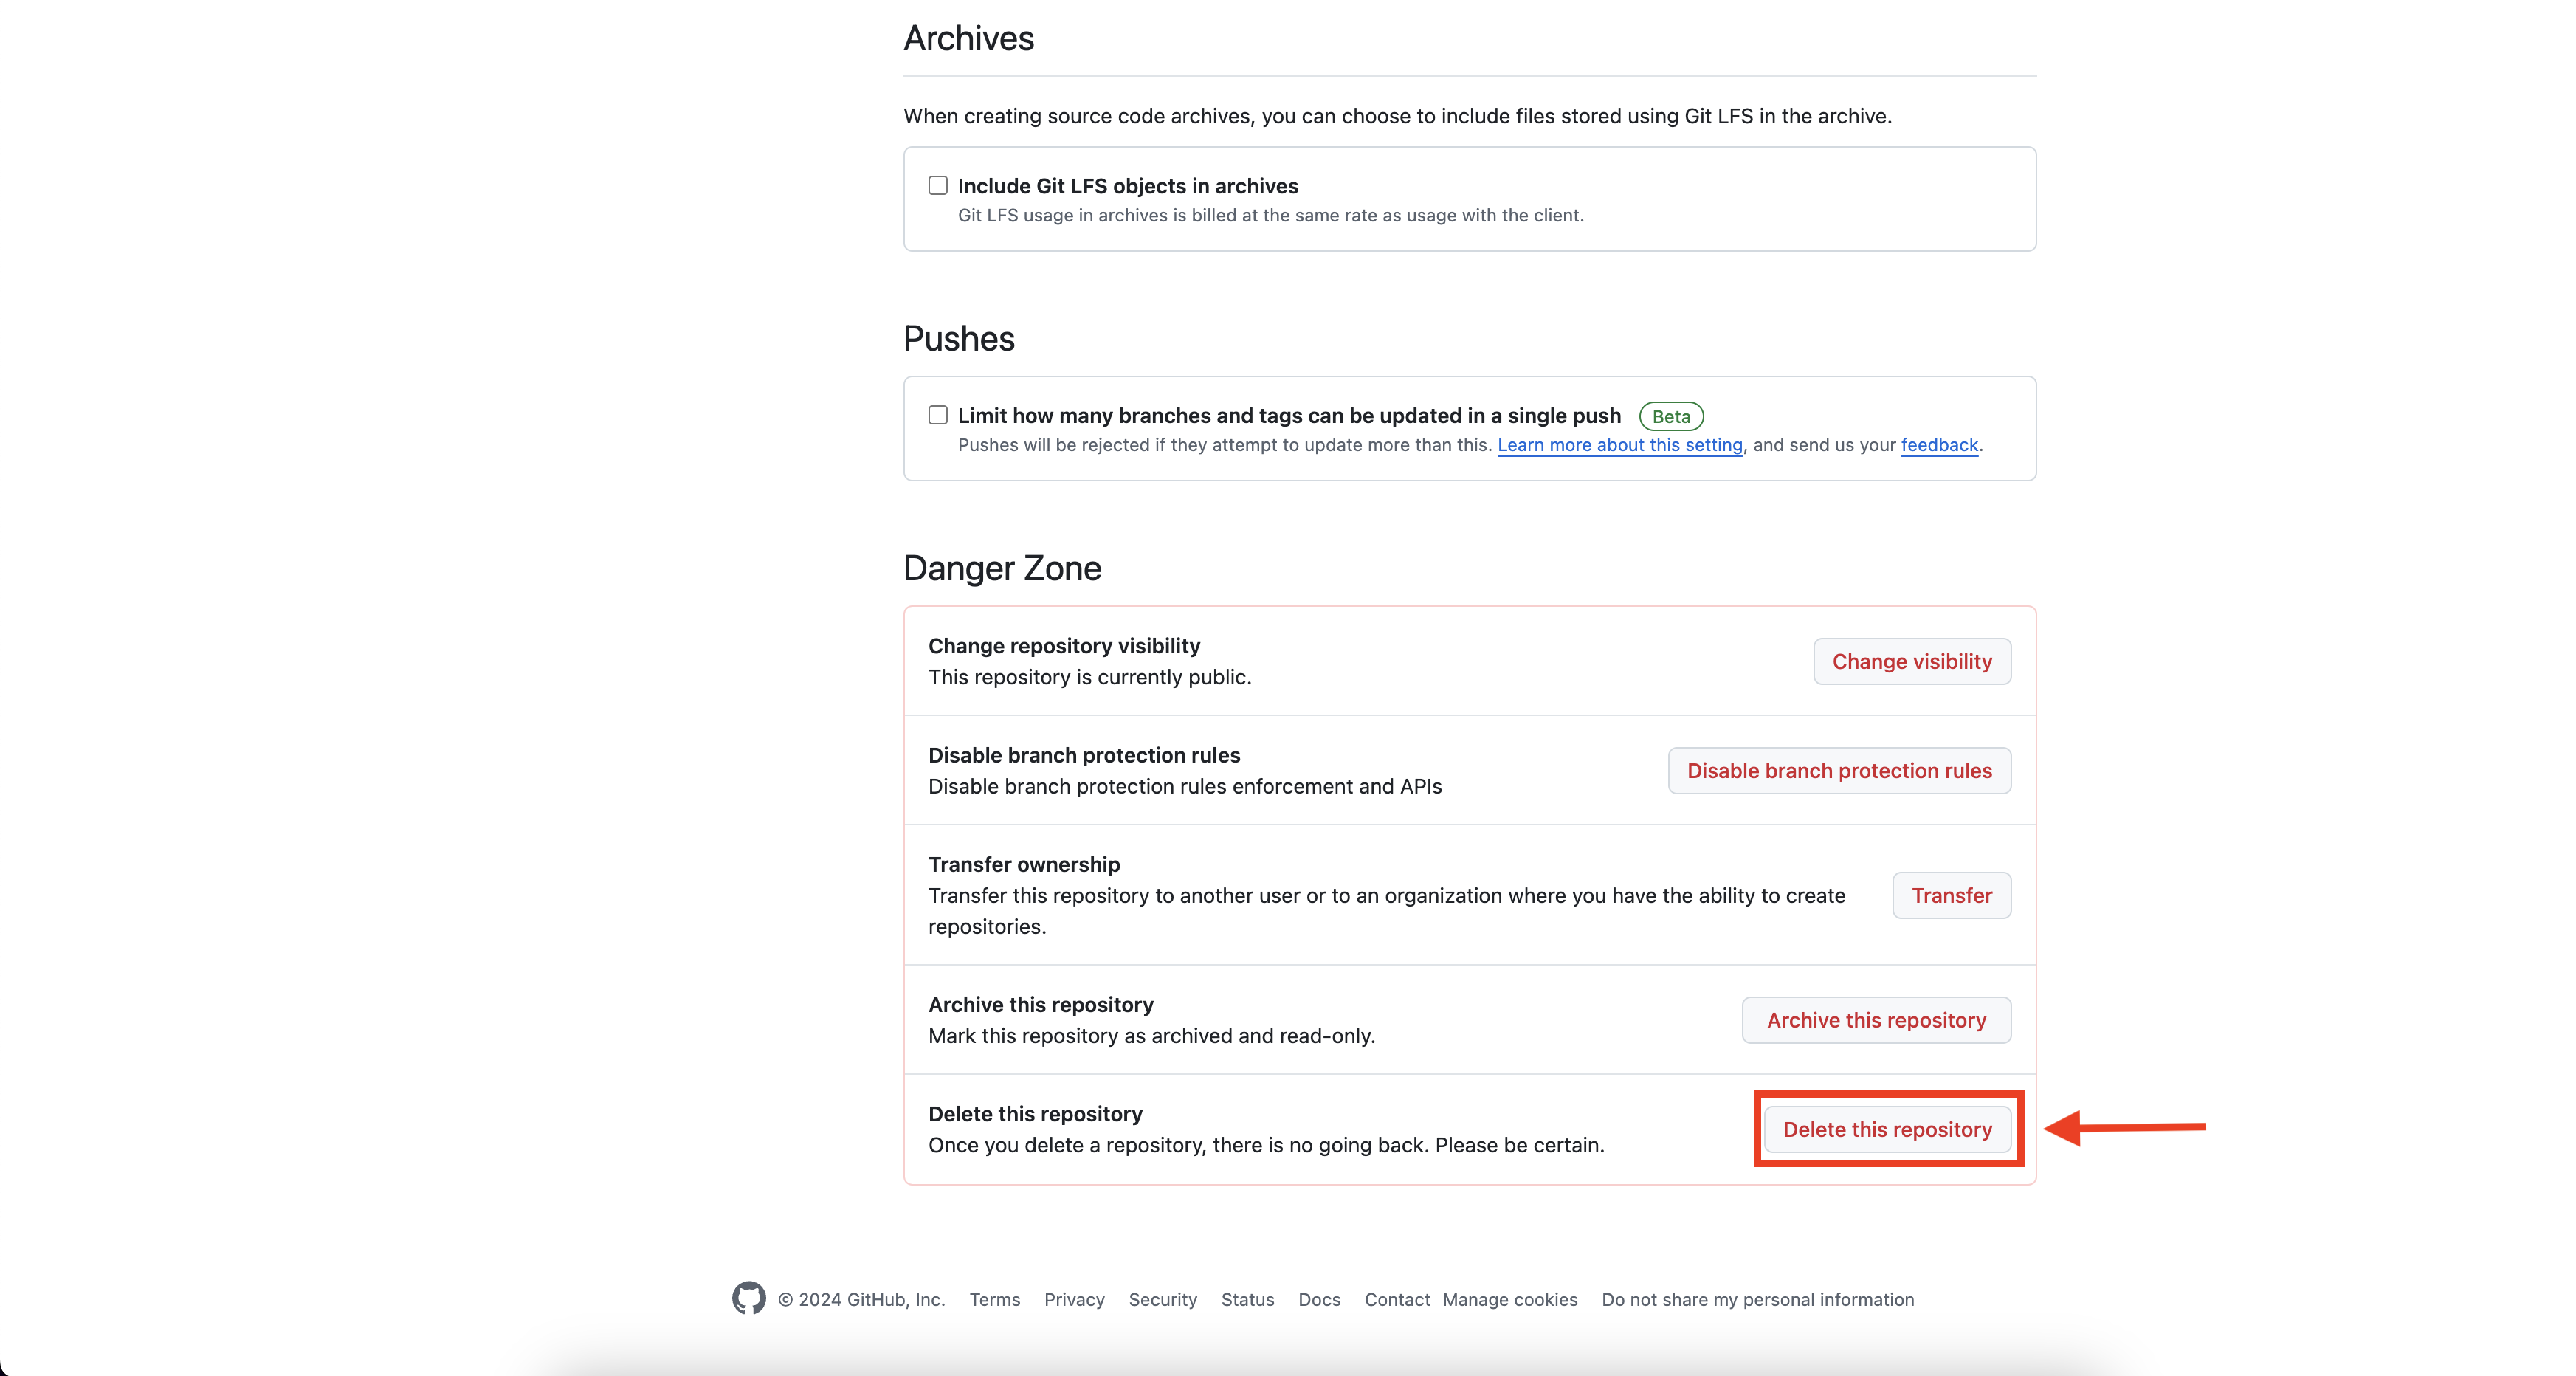 Archives
When creating source code archives, you can choose to include files stored using Git LFS in the archive.
Include Git LFS objects in archives
Git LFS usage in archives is billed at the same rate as usage with the client.
Pushes
Limit how many branches and tags can be updated in a single push Beta
Pushes will be rejected if they attempt to update more than this. Learn more about this setting, and send us your feedback.
Danger Zone
Change repository visibility
This repository is currently public.
Change visibility
Disable branch protection rules
Disable branch protection rules enforcement and APIs
Disable branch protection rules
Transfer ownership
Transfer this repository to another user or to an organization where you have the ability to create
repositories.
Transfer
Archive this repository
Mark this repository as archived and read-only.
Archive this repository
Delete this repository
Once you delete a repository, there is no going back. Please be certain.
Delete this repository
© 2024 GitHub, Inc. Terms Privacy Security Status Docs Contact Manage cookies Do not share my personal information